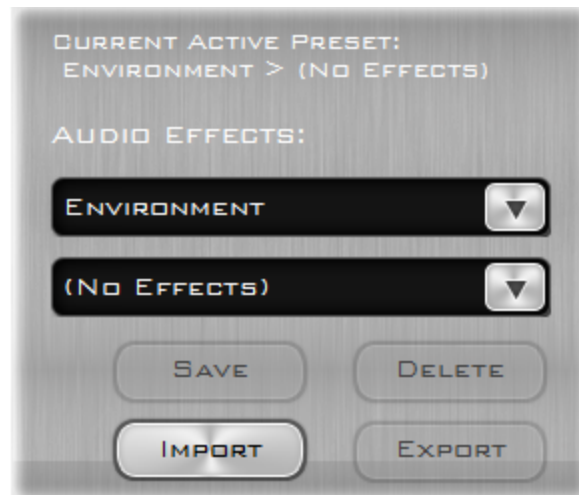 Current Active Preset:
Environment > (No Effects)
Audio Effects:
Environment
(No Effects)
Save Delete
Import Export